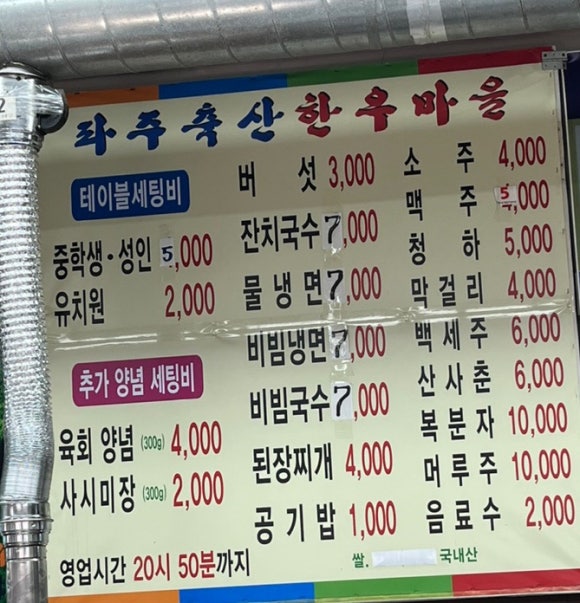 2
파주축산한우마을
테이블세팅비
중학생·성인 5,000
유치원 2,000
추가 양념 세팅비
육회 양념 (300g) 4,000
사시미장 (300g) 2,000
영업시간 20시 50분까지
버섯 3,000
잔치국수 7,000
물냉면 7,000
비빔냉면 7,000
비빔국수 7,000
된장찌개 4,000
공기밥 1,000
쌀. 국내산
소주 4,000
맥주 5,000
청하 5,000
막걸리 4,000
백세주 6,000
산사춘 6,000
복분자 10,000
머루주 10,000
음료수 2,000